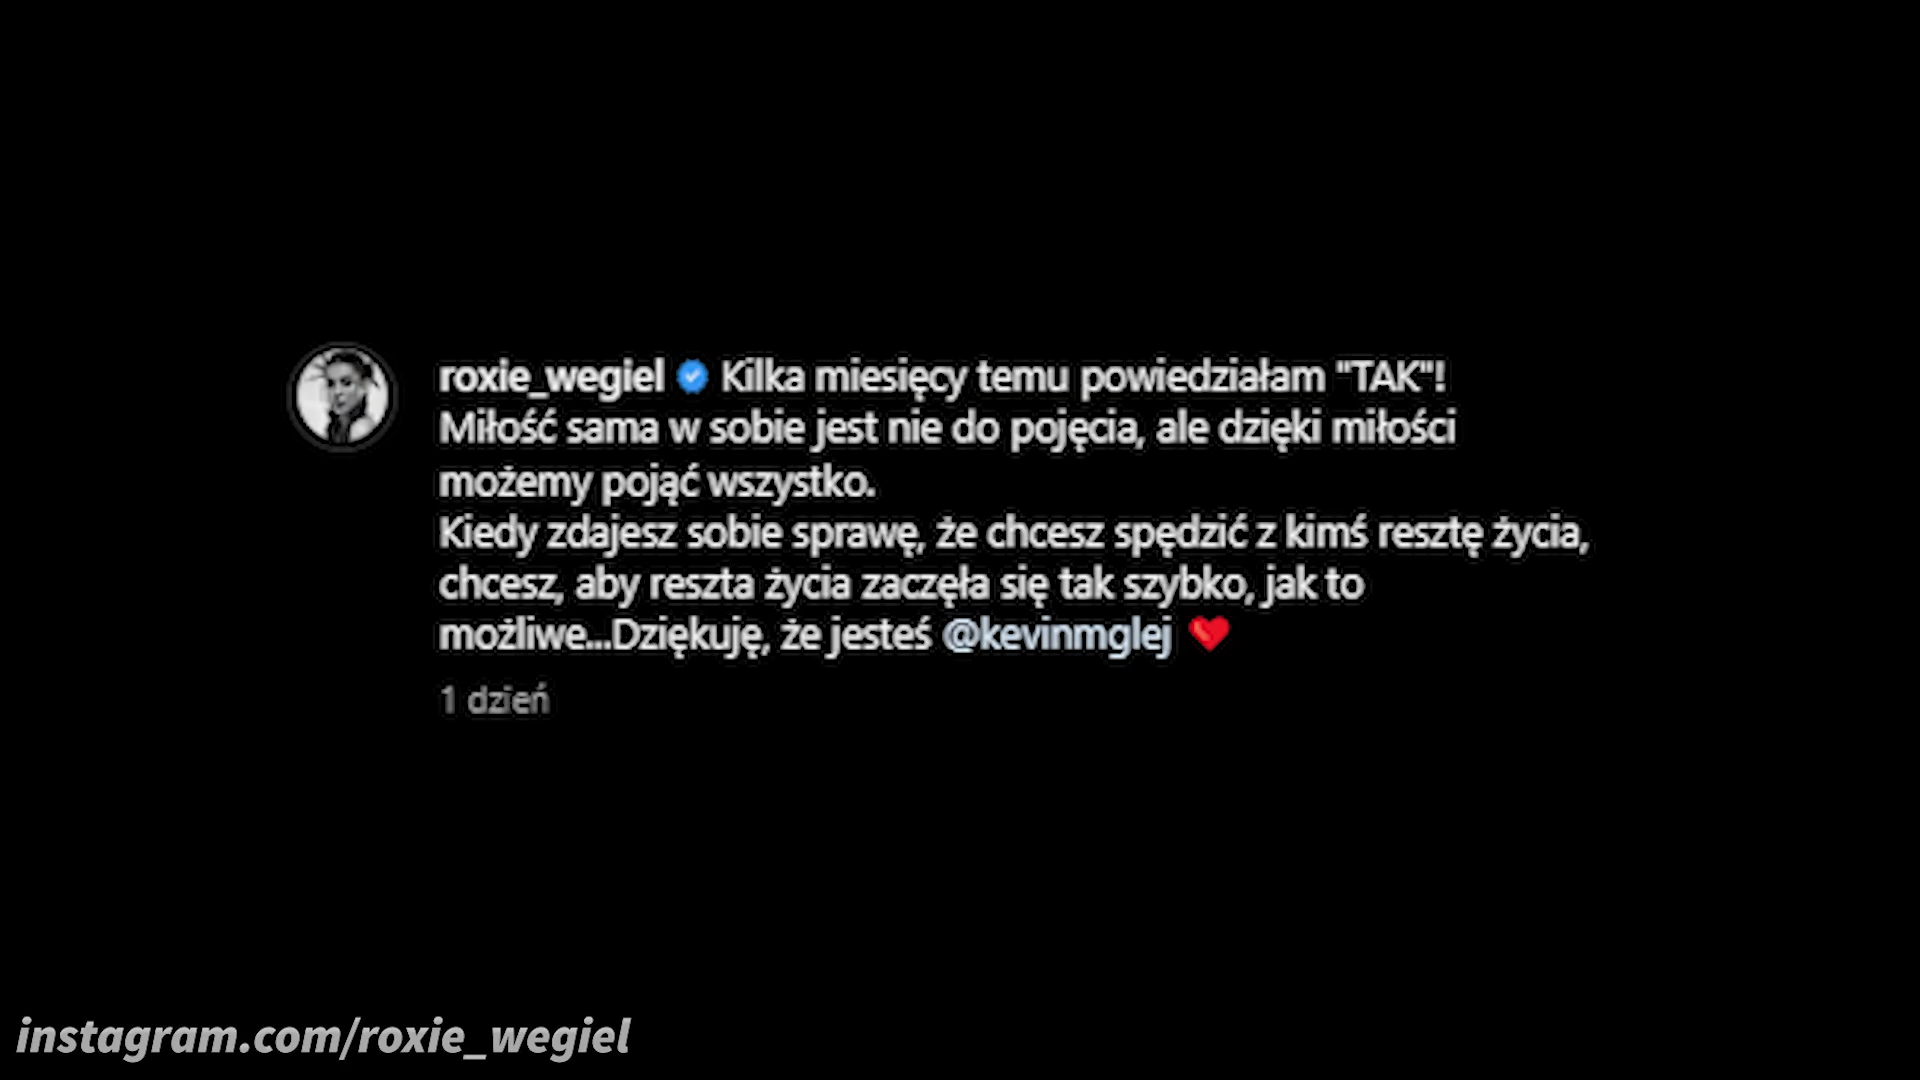 roxie_wegiel Kilka miesięcy temu powiedziałam "TAK"!
Miłość sama w sobie jest nie do pojęcia, ale dzięki miłości
możemy pojąć wszystko.
Kiedy zdajesz sobie sprawę, że chcesz spędzić z kimś resztę życia,
chcesz, aby reszta życia zaczęła się tak szybko, jak to
możliwe...Dziękuję, że jesteś @kevinmglej ❤️
1 dzień
instagram.com/roxie_wegiel